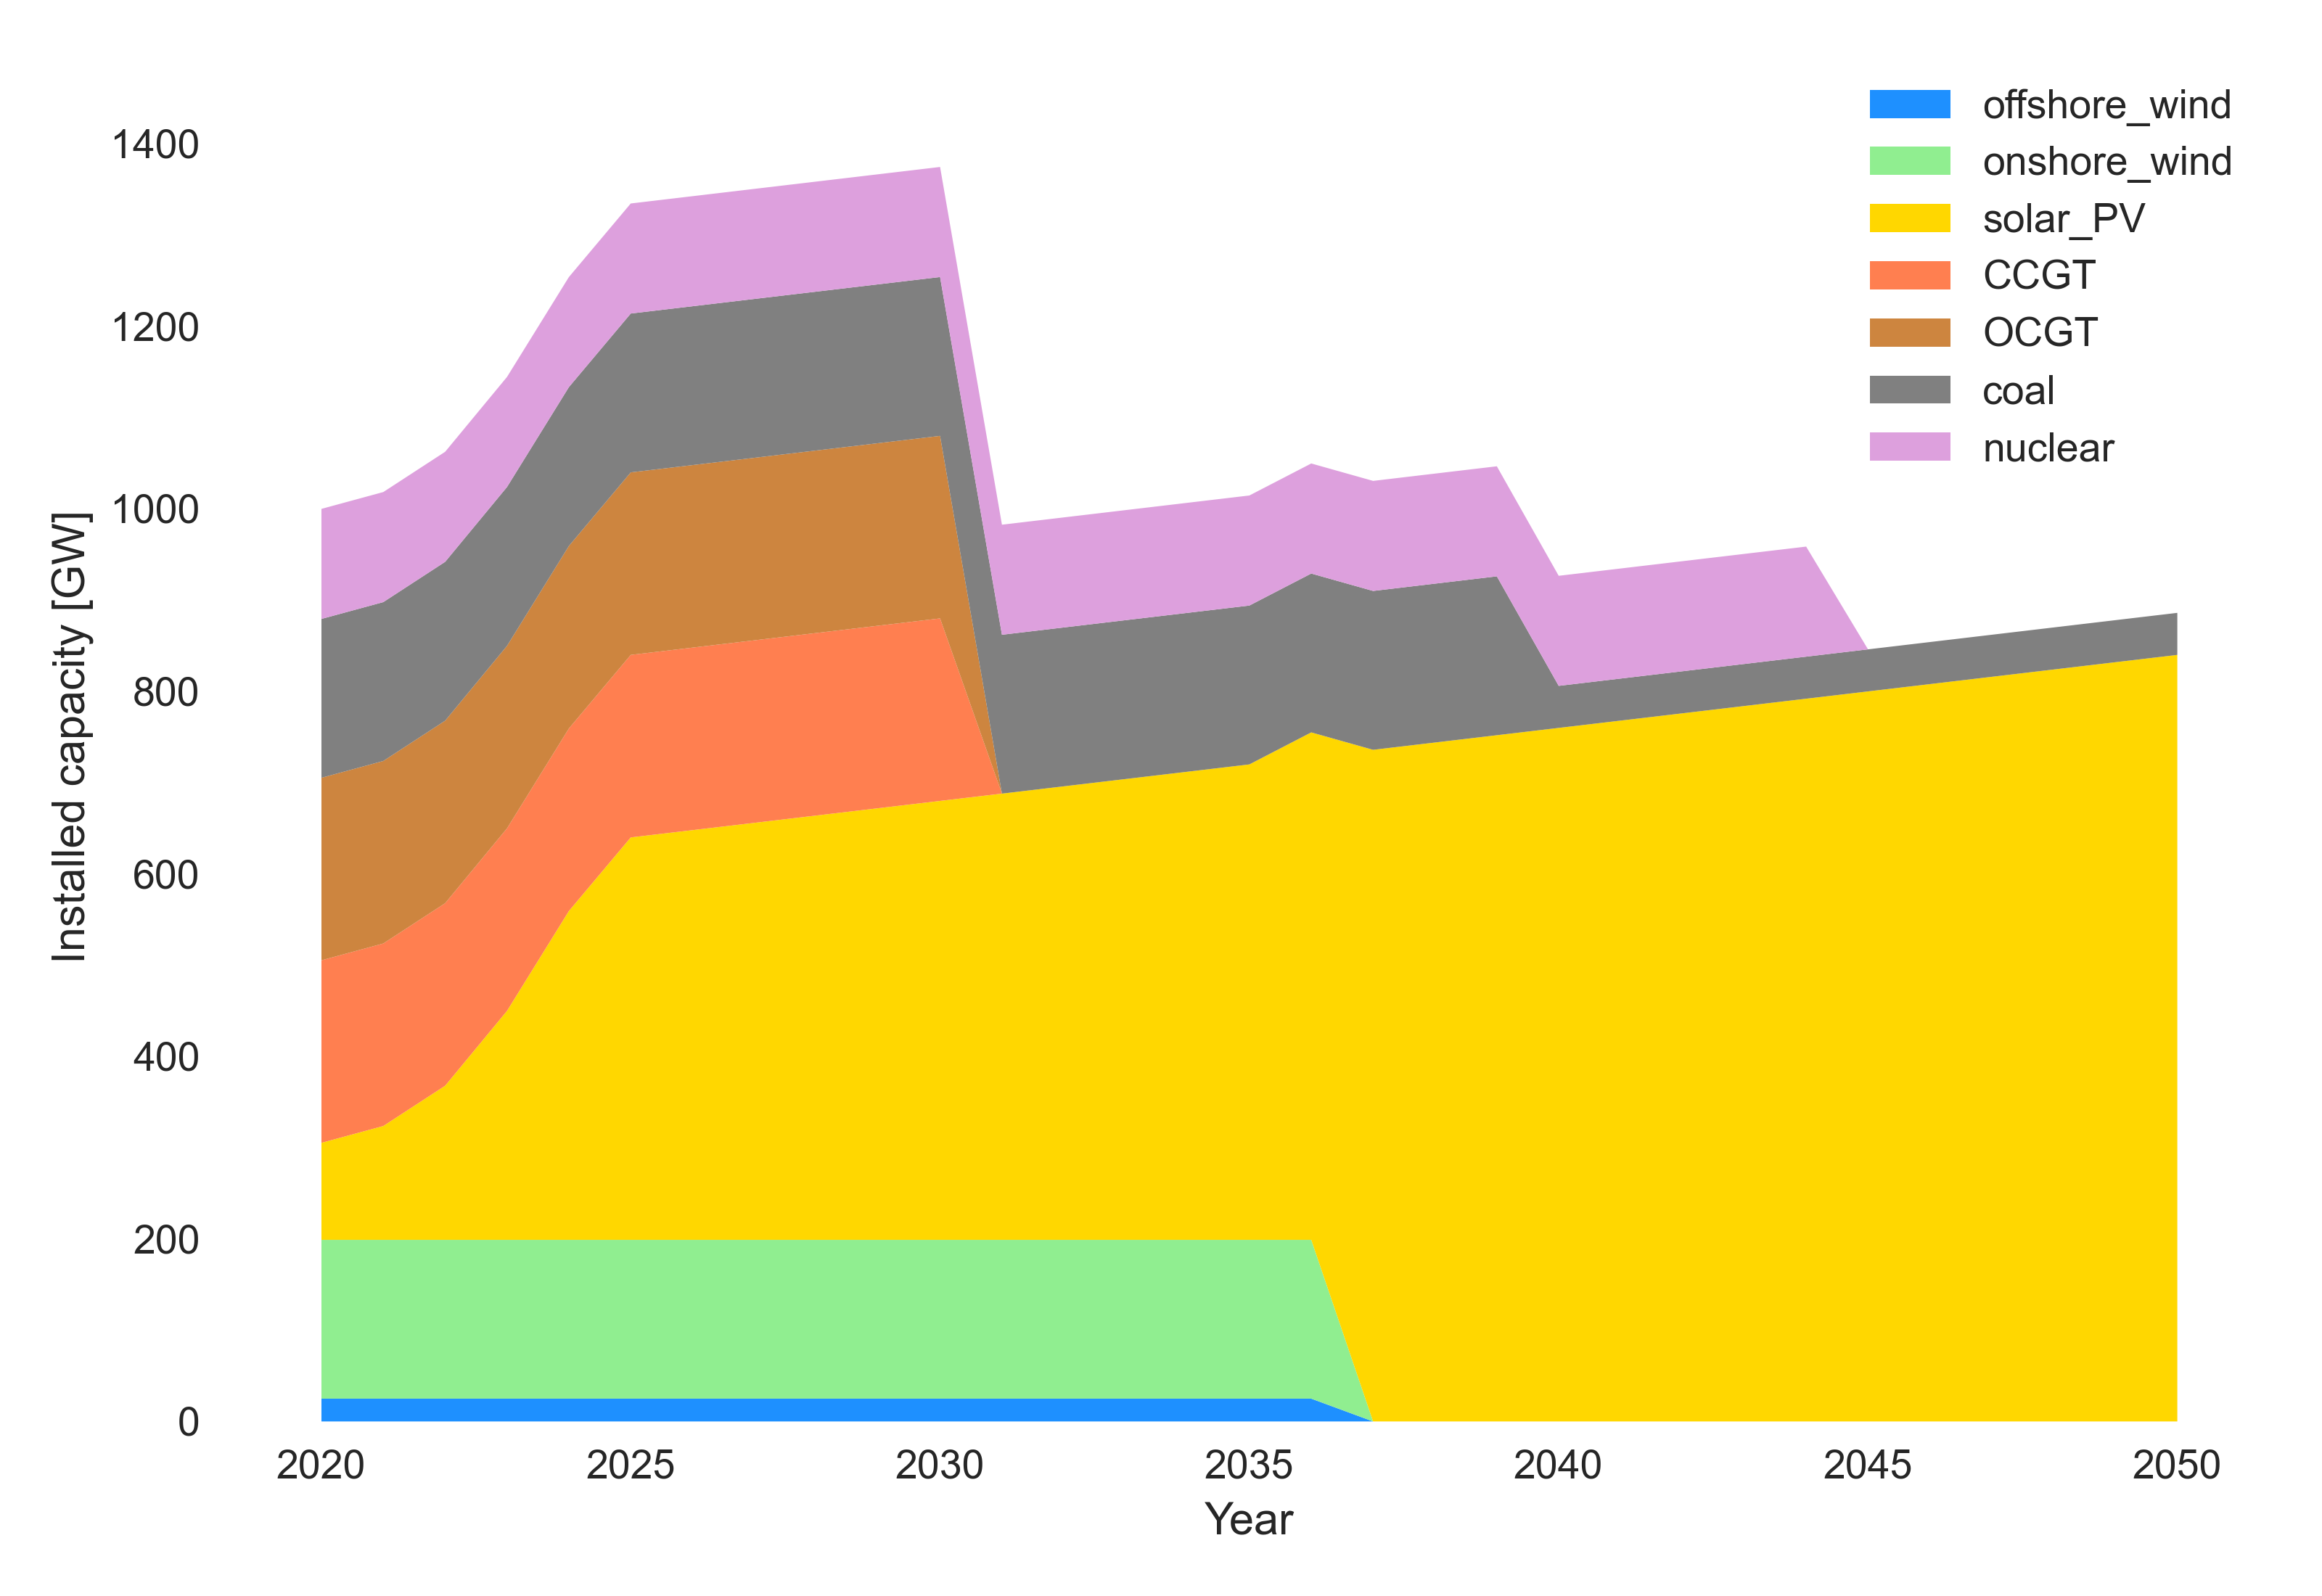 1400
1200
1000
800
600
400
200
0
Installed capacity [GW]
2020 2025 2030 2035 2040 2045 2050
Year
offshore_wind
onshore_wind
solar_PV
CCGT
OCGT
coal
nuclear